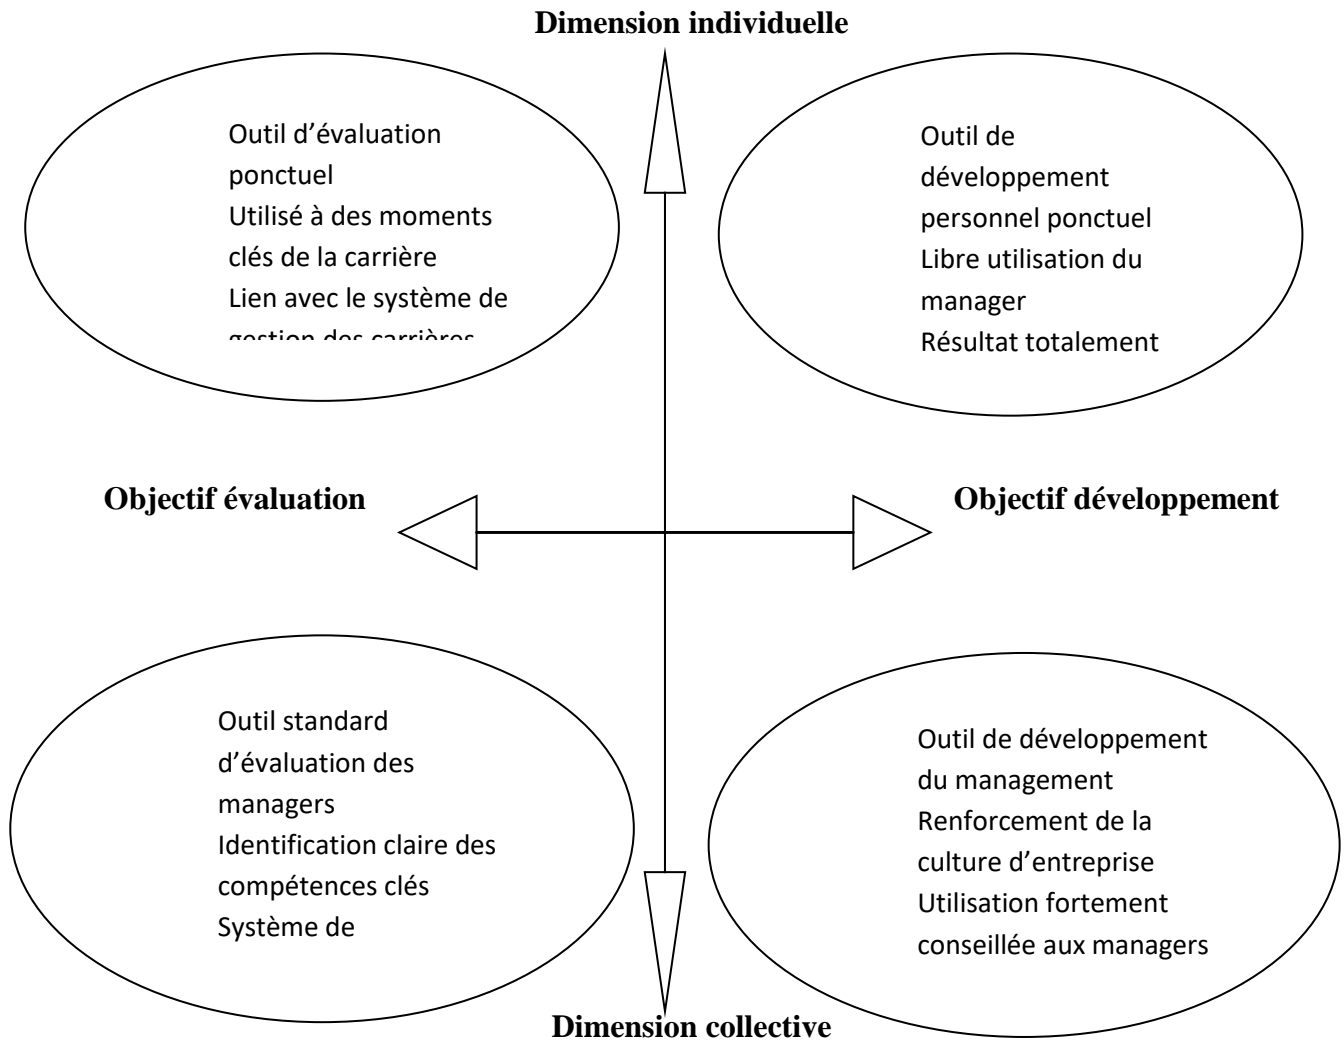 Dimension individuelle
Outil d’évaluation
ponctuel
Utilisé à des moments
clés de la carrière
Lien avec le système de
gestion des carrières
Outil de
développement
personnel ponctuel
Libre utilisation du
manager
Résultat totalement
Objectif évaluation
Objectif développement
Outil standard
d’évaluation des
managers
Identification claire des
compétences clés
Système de
Outil de développement
du management
Renforcement de la
culture d’entreprise
Utilisation fortement
conseillée aux managers
Dimension collective